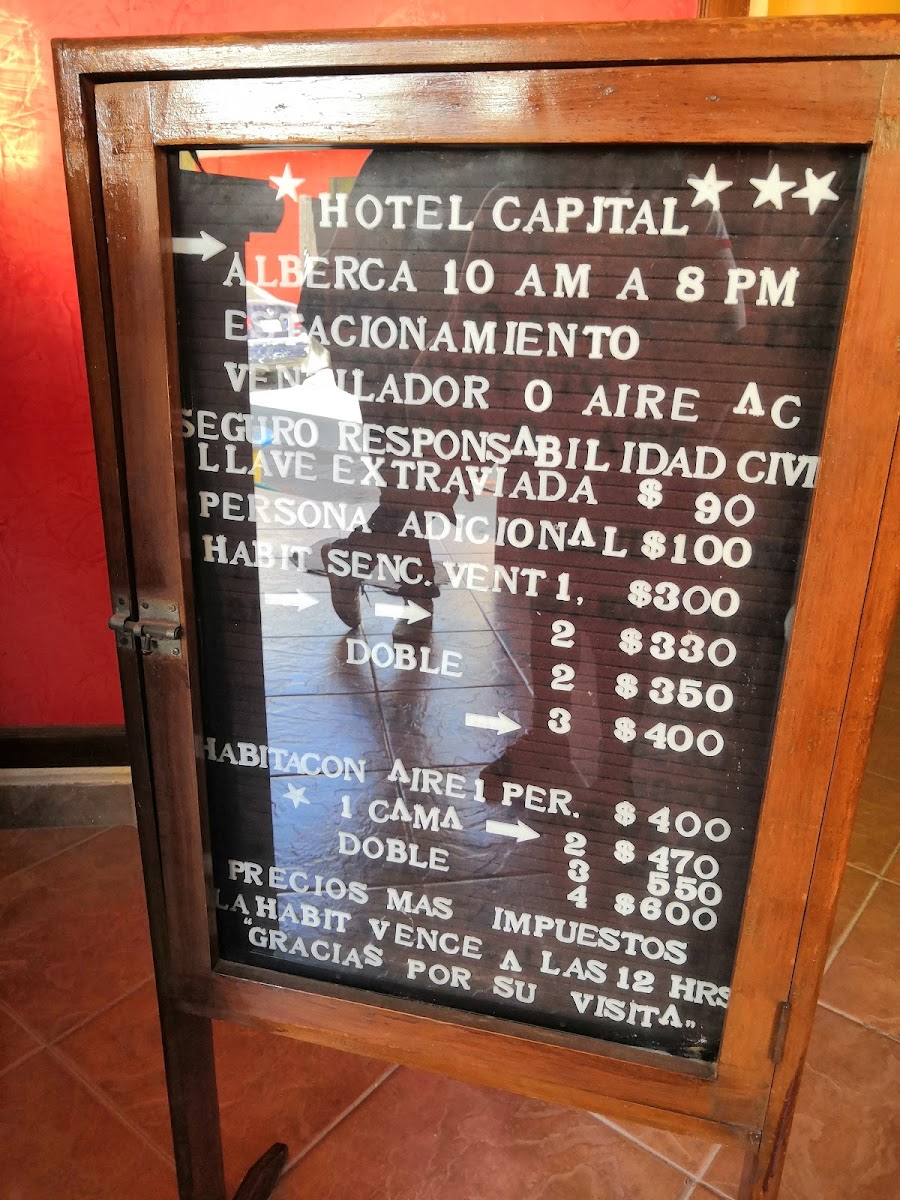 HOTEL CAPJTAL
ALBERCA 10 AM A 8 PM
ESTACIONAMIENTO
VENTILADOR O AIRE AC
SEGURO RESPONSABILIDAD CIVI
LLAVE EXTRAVIADA $ 90
PERSONA ADICIONAL $100
HABIT SENC. VENT 1, $300
2 $330
DOBLE 2 $350
3 $400
HABITACON AIRE 1 PER. $400
1 CAMA 2 $470
DOBLE 3 550
4 $600
PRECIOS MAS IMPUESTOS
LA HABIT VENCE A LAS 12 HRS
"GRACIAS POR SU VISITA"